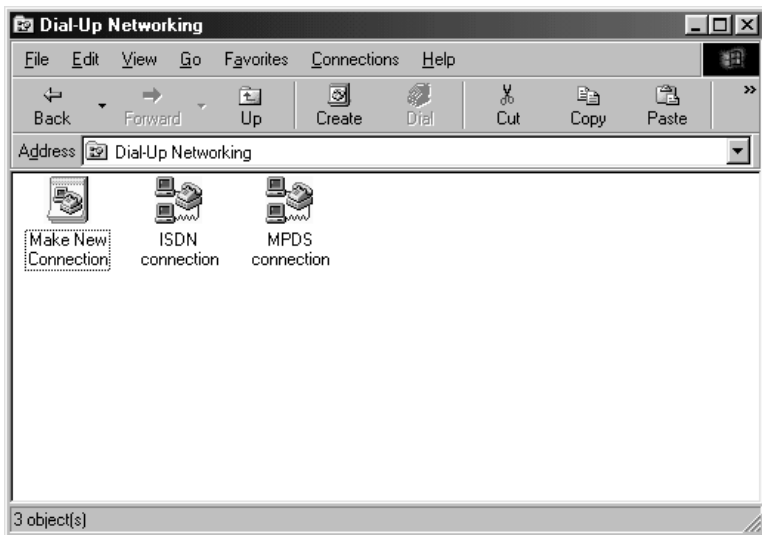 Dial-Up Networking
File Edit View Go Favorites Connections Help
Back Forward Up Create Dial Cut Copy Paste »
Address Dial-Up Networking
Make New Connection
ISDN connection
MPDS connection
3 object(s)